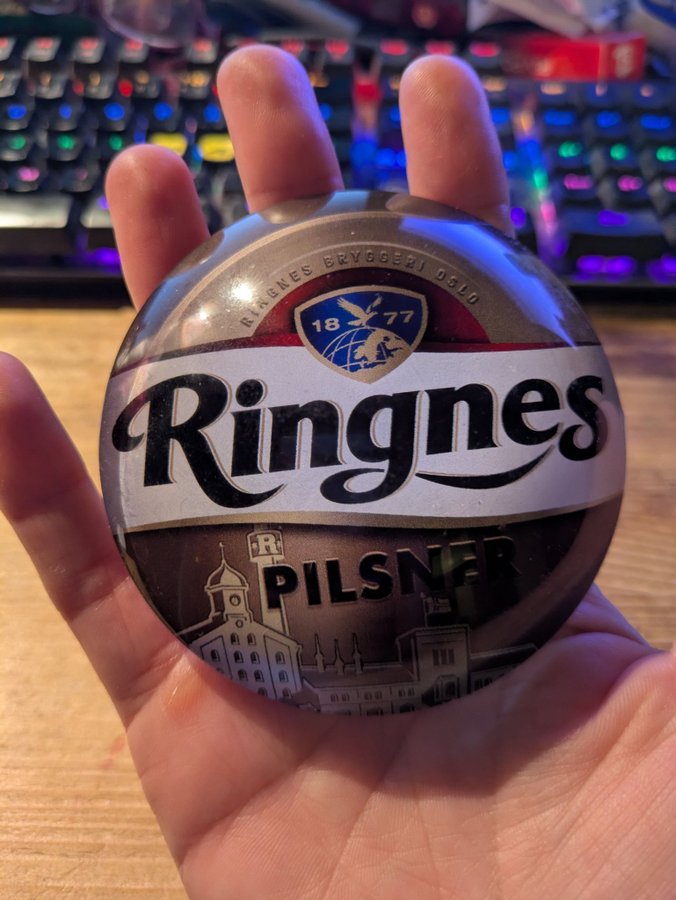 RINGNES BRYGGERI OSLO
18 77
Ringnes
R
PILSNER